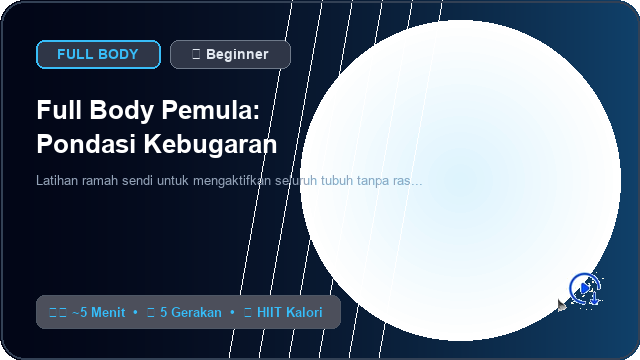 FULL BODY
Beginner
Full Body Pemula:
Pondasi Kebugaran
Latihan ramah sendi untuk mengaktifkan seluruh tubuh tanpa ras...
~5 Menit • 5 Gerakan • HIIT Kalori